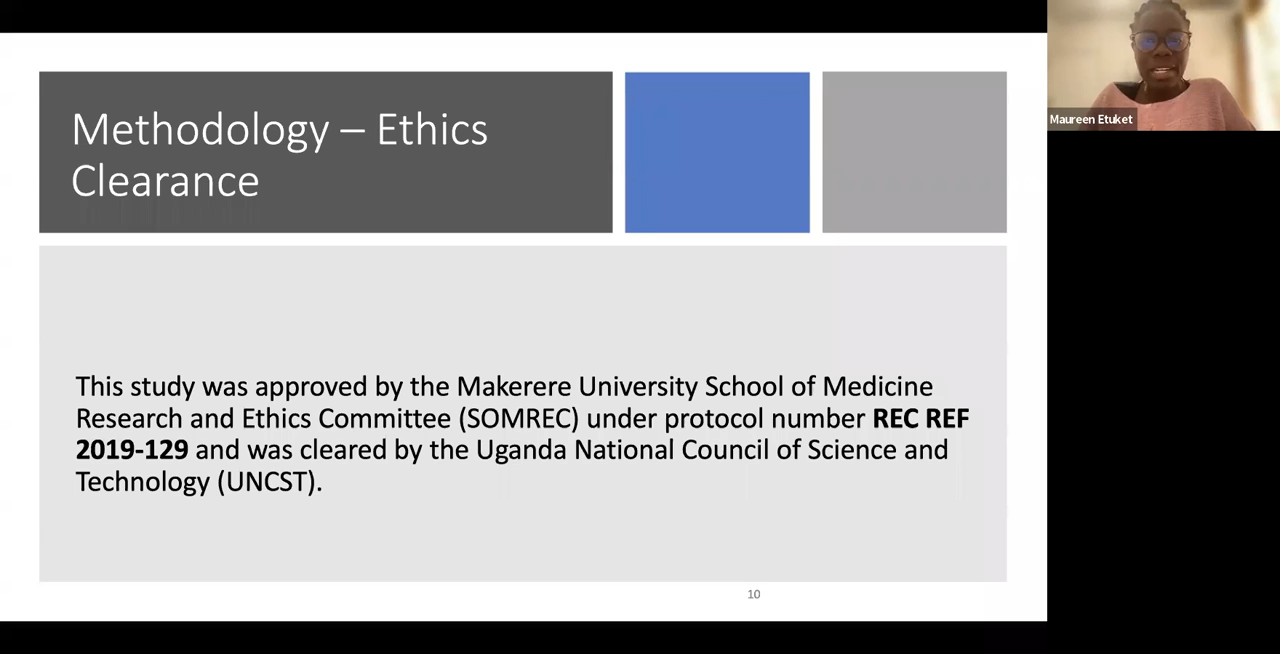 Methodology – Ethics
Clearance
This study was approved by the Makerere University School of Medicine
Research and Ethics Committee (SOMREC) under protocol number REC REF
2019-129 and was cleared by the Uganda National Council of Science and
Technology (UNCST).
10
Maureen Etuket